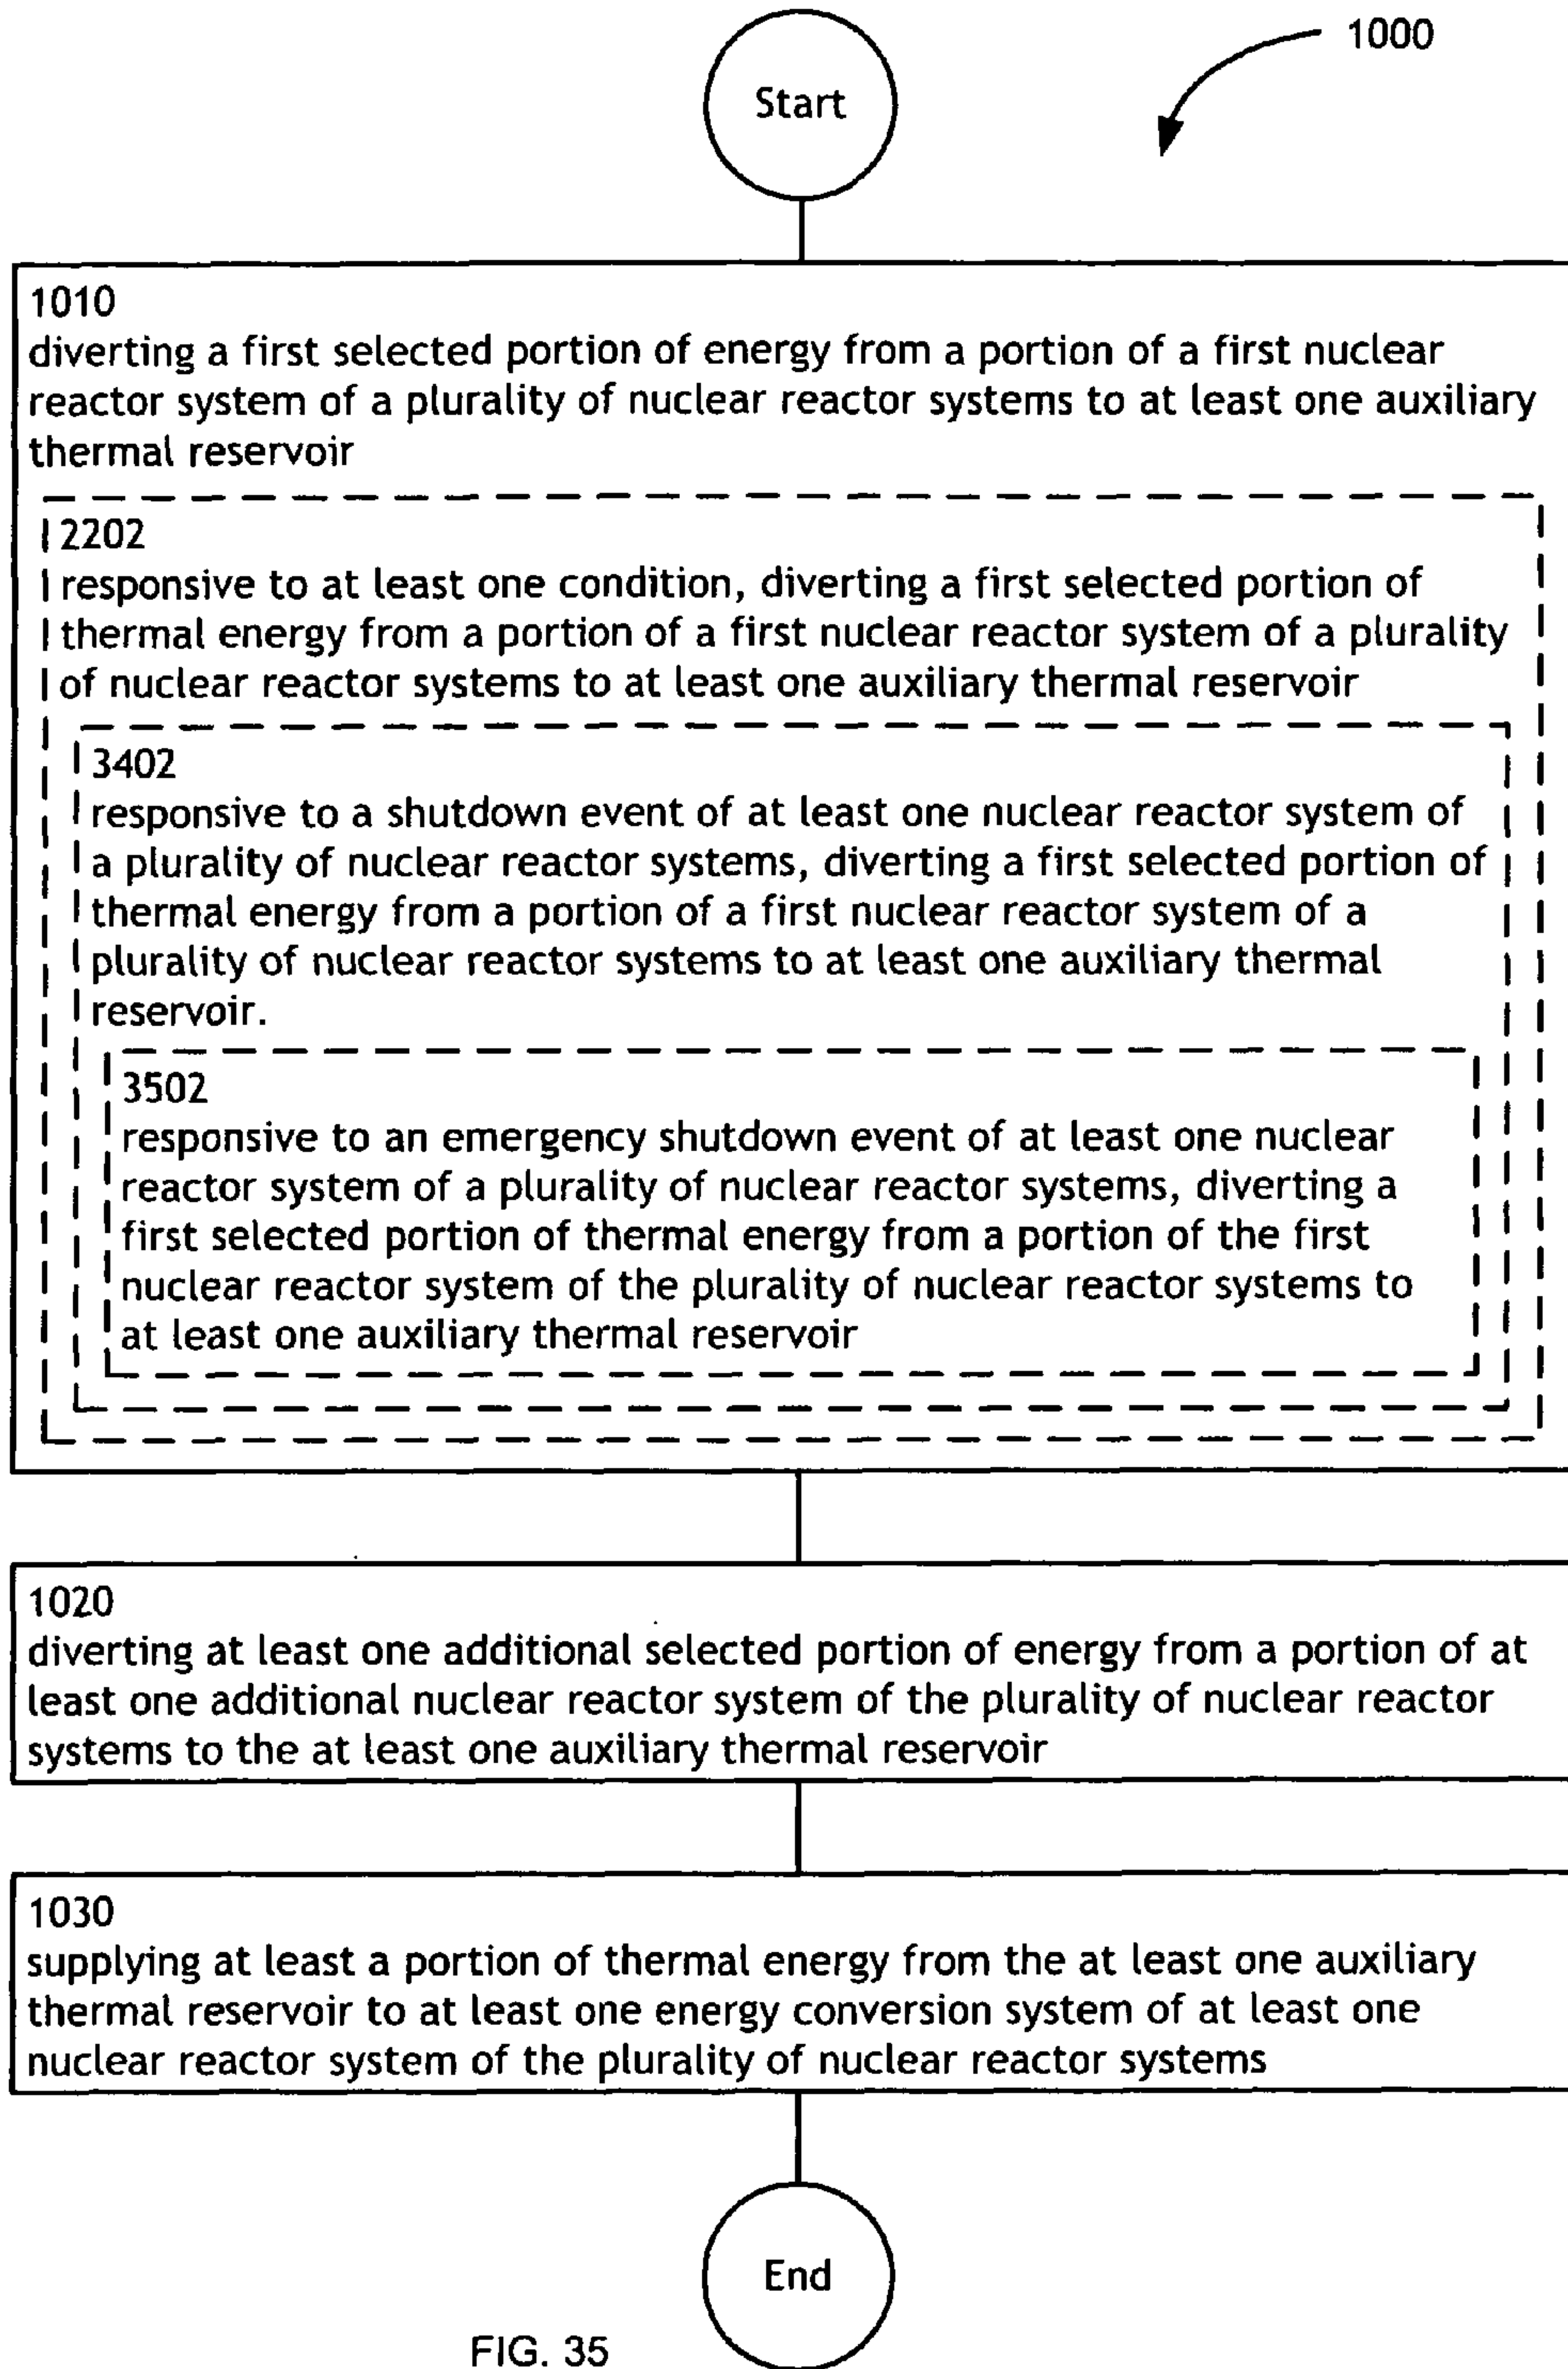 1000
Start
1010
diverting a first selected portion of energy from a portion of a first nuclear
reactor system of a plurality of nuclear reactor systems to at least one auxiliary
thermal reservoir
2202
responsive to at least one condition, diverting a first selected portion of
thermal energy from a portion of a first nuclear reactor system of a plurality
of nuclear reactor systems to at least one auxiliary thermal reservoir
3402
responsive to a shutdown event of at least one nuclear reactor system of
a plurality of nuclear reactor systems, diverting a first selected portion of
thermal energy from a portion of a first nuclear reactor system of a
plurality of nuclear reactor systems to at least one auxiliary thermal
reservoir.
3502
responsive to an emergency shutdown event of at least one nuclear
reactor system of a plurality of nuclear reactor systems, diverting a
first selected portion of thermal energy from a portion of the first
nuclear reactor system of the plurality of nuclear reactor systems to
at least one auxiliary thermal reservoir
1020
diverting at least one additional selected portion of energy from a portion of at
least one additional nuclear reactor system of the plurality of nuclear reactor
systems to the at least one auxiliary thermal reservoir
1030
supplying at least a portion of thermal energy from the at least one auxiliary
thermal reservoir to at least one energy conversion system of at least one
nuclear reactor system of the plurality of nuclear reactor systems
End
FIG. 35